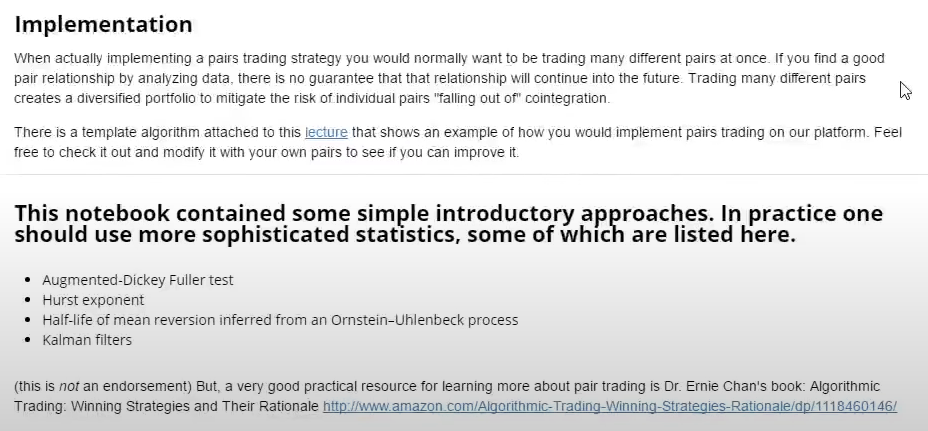 Implementation
When actually implementing a pairs trading strategy you would normally want to be trading many different pairs at once. If you find a good
pair relationship by analyzing data, there is no guarantee that that relationship will continue into the future. Trading many different pairs
creates a diversified portfolio to mitigate the risk of individual pairs "falling out of" cointegration.
There is a template algorithm attached to this lecture that shows an example of how you would implement pairs trading on our platform. Feel
free to check it out and modify it with your own pairs to see if you can improve it.
This notebook contained some simple introductory approaches. In practice one
should use more sophisticated statistics, some of which are listed here.
• Augmented-Dickey Fuller test
• Hurst exponent
• Half-life of mean reversion inferred from an Ornstein–Uhlenbeck process
• Kalman filters
(this is not an endorsement) But, a very good practical resource for learning more about pair trading is Dr. Ernie Chan's book: Algorithmic
Trading: Winning Strategies and Their Rationale http://www.amazon.com/Algorithmic-Trading-Winning-Strategies-Rationale/dp/1118460146/